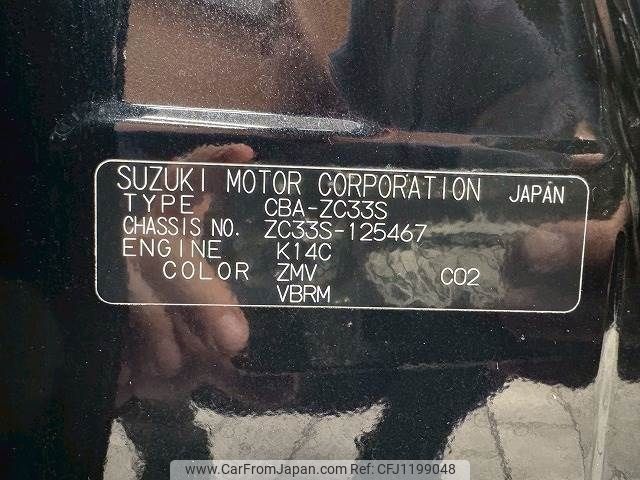 SUZUKI MOTOR CORPORATION JAPAN
TYPE CBA-ZC33S
CHASSIS NO. ZC33S-125467
ENGINE K14C
COLOR ZMV C02
VBRM
www.CarFromJapan.com Ref: CFJ1199048